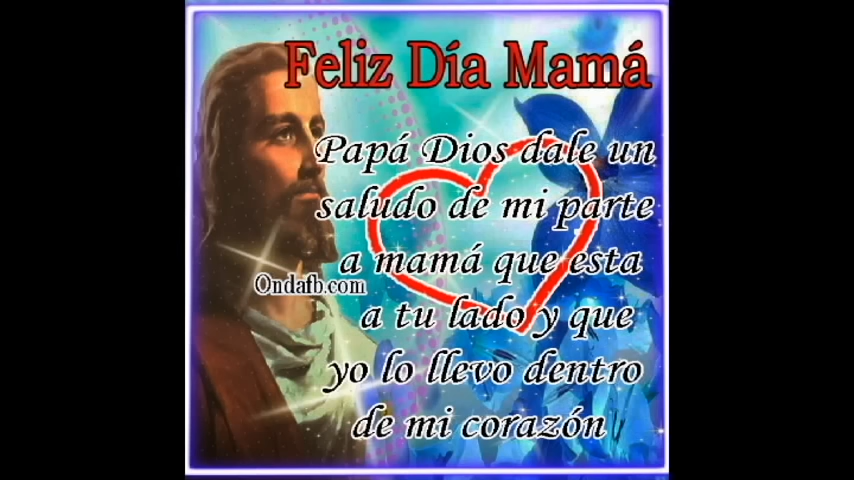 Feliz Día Mamá
Papá Dios dale un
saludo de mi parte
a mamá que esta
Ondafb.com
a tu lado y que
yo lo llevo dentro
de mi corazón